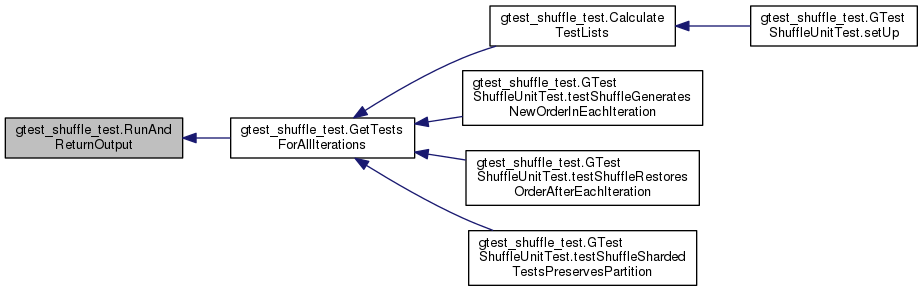 gtest_shuffle_test.RunAnd
ReturnOutput
gtest_shuffle_test.GetTests
ForAllIterations
gtest_shuffle_test.Calculate
TestLists
gtest_shuffle_test.GTest
ShuffleUnitTest.setUp
gtest_shuffle_test.GTest
ShuffleUnitTest.testShuffleGenerates
NewOrderInEachIteration
gtest_shuffle_test.GTest
ShuffleUnitTest.testShuffleRestores
OrderAfterEachIteration
gtest_shuffle_test.GTest
ShuffleUnitTest.testShuffleSharded
TestsPreservesPartition